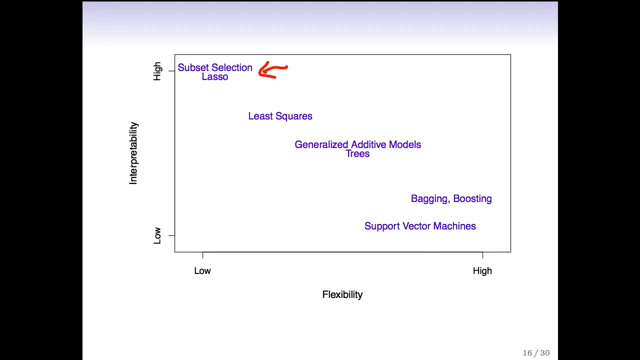 High
Subset Selection
Lasso
Least Squares
Generalized Additive Models
Trees
Bagging, Boosting
Support Vector Machines
Interpretability
Low
Low
High
Flexibility
16 / 30